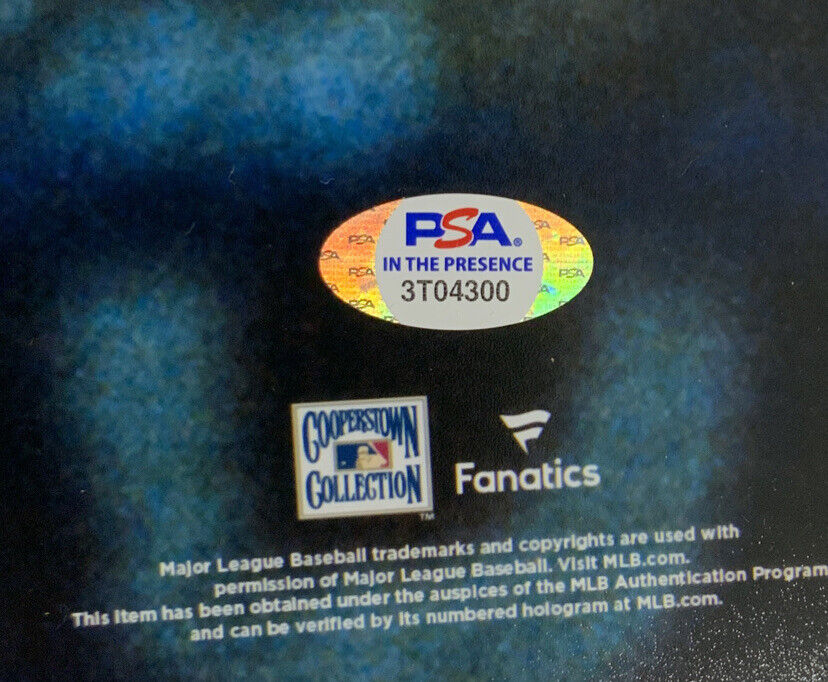 PSA®
IN THE PRESENCE
3T04300
COOPERSTOWN
COLLECTION
TM
Fanatics
Major League Baseball trademarks and copyrights are used with
permission of Major League Baseball. Visit MLB.com.
This item has been obtained under the auspices of the MLB Authentication Program
and can be verified by its numbered hologram at MLB.com.